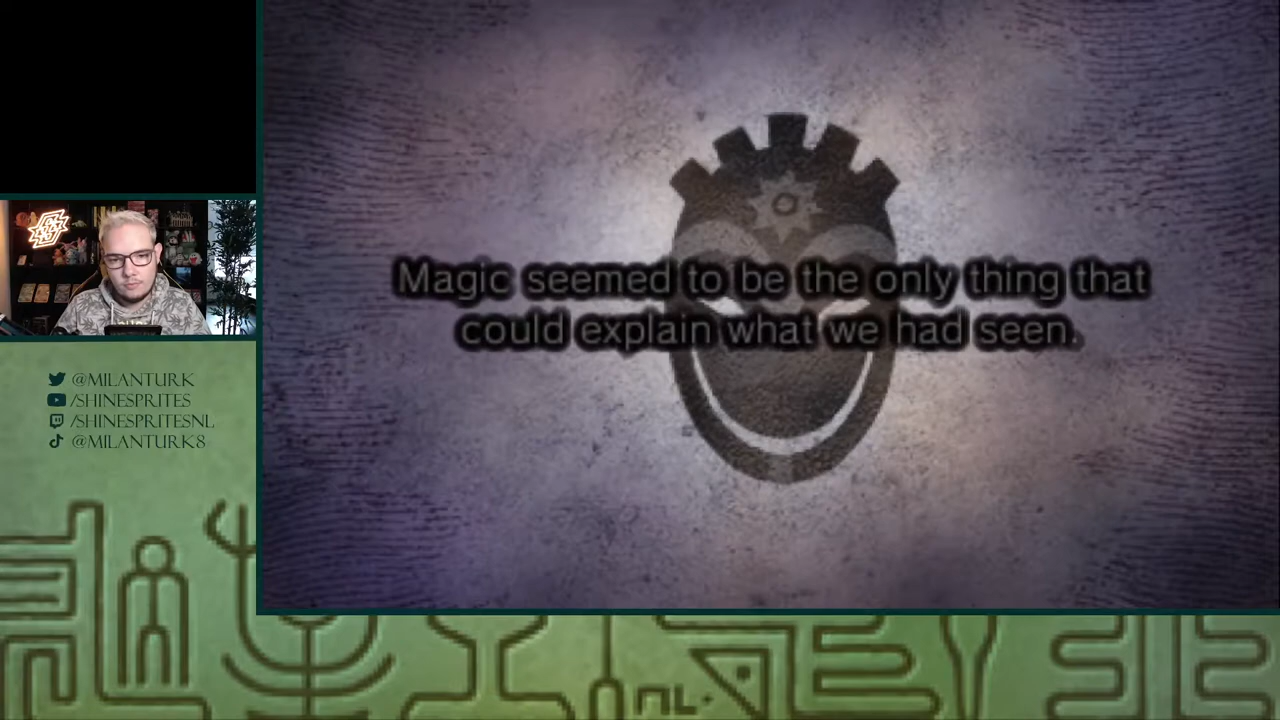 Magic seemed to be the only thing that
could explain what we had seen.
@MILANTURK
/SHINESPRITES
/SHINESPRITESNL
@MILANTURK8